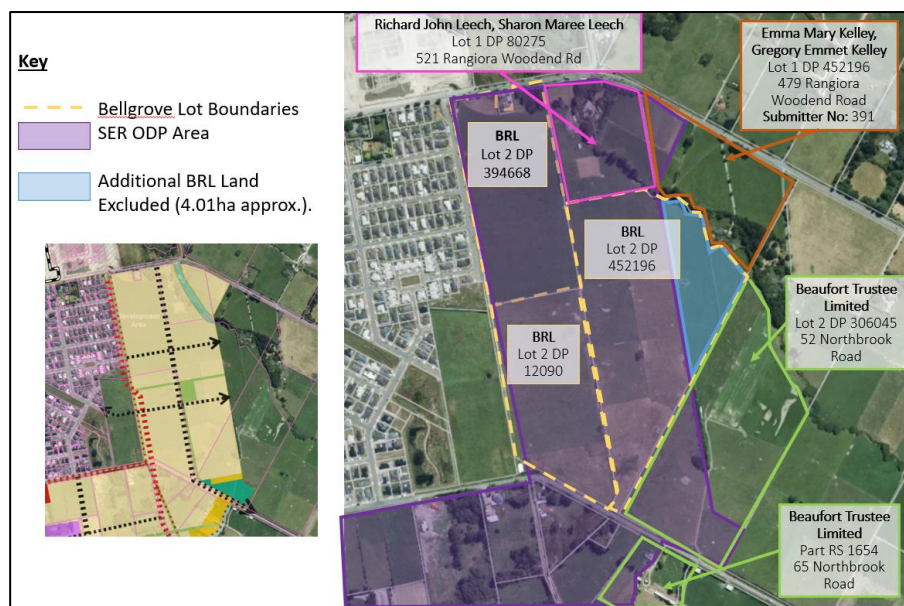 Key
Bellgrove Lot Boundaries
SER ODP Area
Additional BRL Land
Excluded (4.01ha approx.).
Richard John Leech, Sharon Maree Leech
Lot 1 DP 80275
521 Rangiora Woodend Rd
Emma Mary Kelley,
Gregory Emmet Kelley
Lot 1 DP 452196
479 Rangiora
Woodend Road
Submitter No: 391
BRL
Lot 2 DP
394668
BRL
Lot 2 DP
452196
BRL
Lot 2 DP
12090
Beaufort Trustee
Limited
Lot 2 DP 306045
52 Northbrook
Road
Beaufort Trustee
Limited
Part RS 1654
65 Northbrook
Road